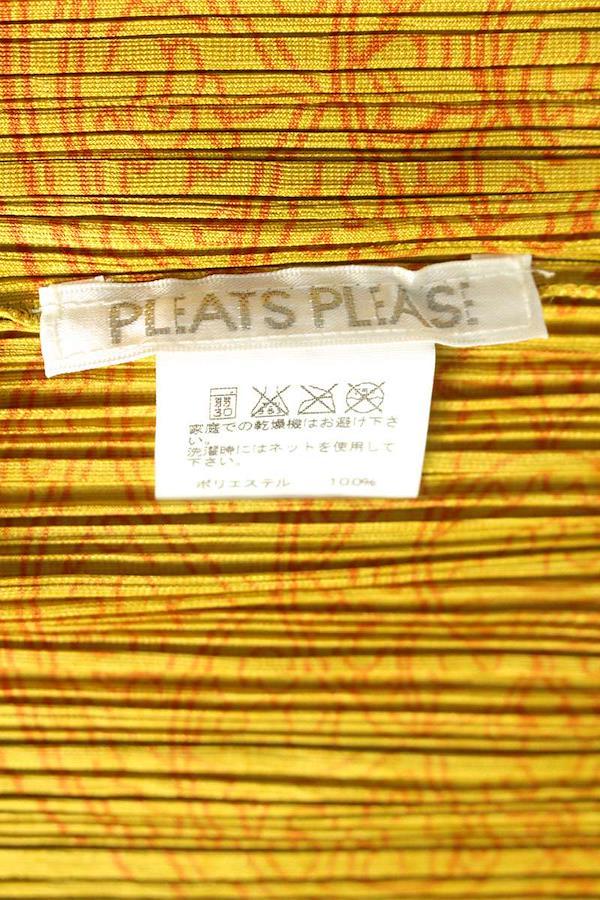 PLEATS PLEASE
30
家庭での乾燥機はお避け下さ
い。
洗濯時にはネットを使用して
下さい。
ポリエステル 100%